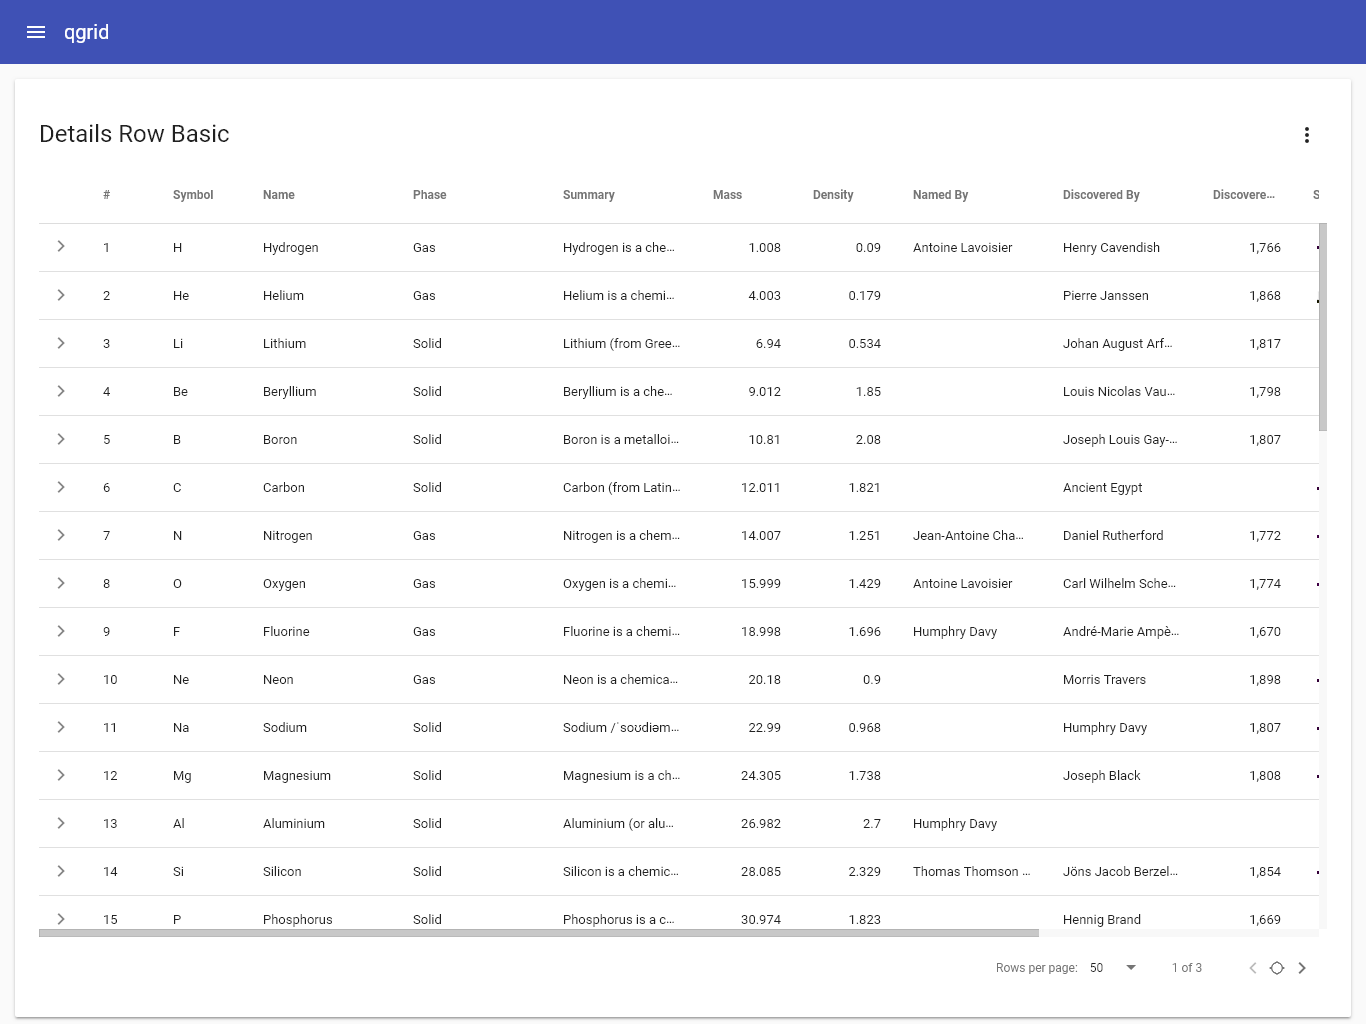 qgrid
Details Row Basic
# Symbol Name Phase Summary Mass Density Named By Discovered By Discovere... S
1 H Hydrogen Gas Hydrogen is a che... 1.008 0.09 Antoine Lavoisier Henry Cavendish 1,766
2 He Helium Gas Helium is a chemi... 4.003 0.179 Pierre Janssen 1,868
3 Li Lithium Solid Lithium (from Gree... 6.94 0.534 Johan August Arf... 1,817
4 Be Beryllium Solid Beryllium is a che... 9.012 1.85 Louis Nicolas Vau... 1,798
5 B Boron Solid Boron is a metalloi... 10.81 2.08 Joseph Louis Gay-... 1,807
6 C Carbon Solid Carbon (from Latin... 12.011 1.821 Ancient Egypt
7 N Nitrogen Gas Nitrogen is a chem... 14.007 1.251 Jean-Antoine Cha... Daniel Rutherford 1,772
8 O Oxygen Gas Oxygen is a chemi... 15.999 1.429 Antoine Lavoisier Carl Wilhelm Sche... 1,774
9 F Fluorine Gas Fluorine is a chemi... 18.998 1.696 Humphry Davy André-Marie Ampè... 1,670
10 Ne Neon Gas Neon is a chemica... 20.18 0.9 Morris Travers 1,898
11 Na Sodium Solid Sodium /ˈsoʊdiəm... 22.99 0.968 Humphry Davy 1,807
12 Mg Magnesium Solid Magnesium is a ch... 24.305 1.738 Joseph Black 1,808
13 Al Aluminium Solid Aluminium (or alu... 26.982 2.7 Humphry Davy
14 Si Silicon Solid Silicon is a chemic... 28.085 2.329 Thomas Thomson ... Jöns Jacob Berzel... 1,854
15 P Phosphorus Solid Phosphorus is a c... 30.974 1.823 Hennig Brand 1,669
Rows per page: 50 1 of 3